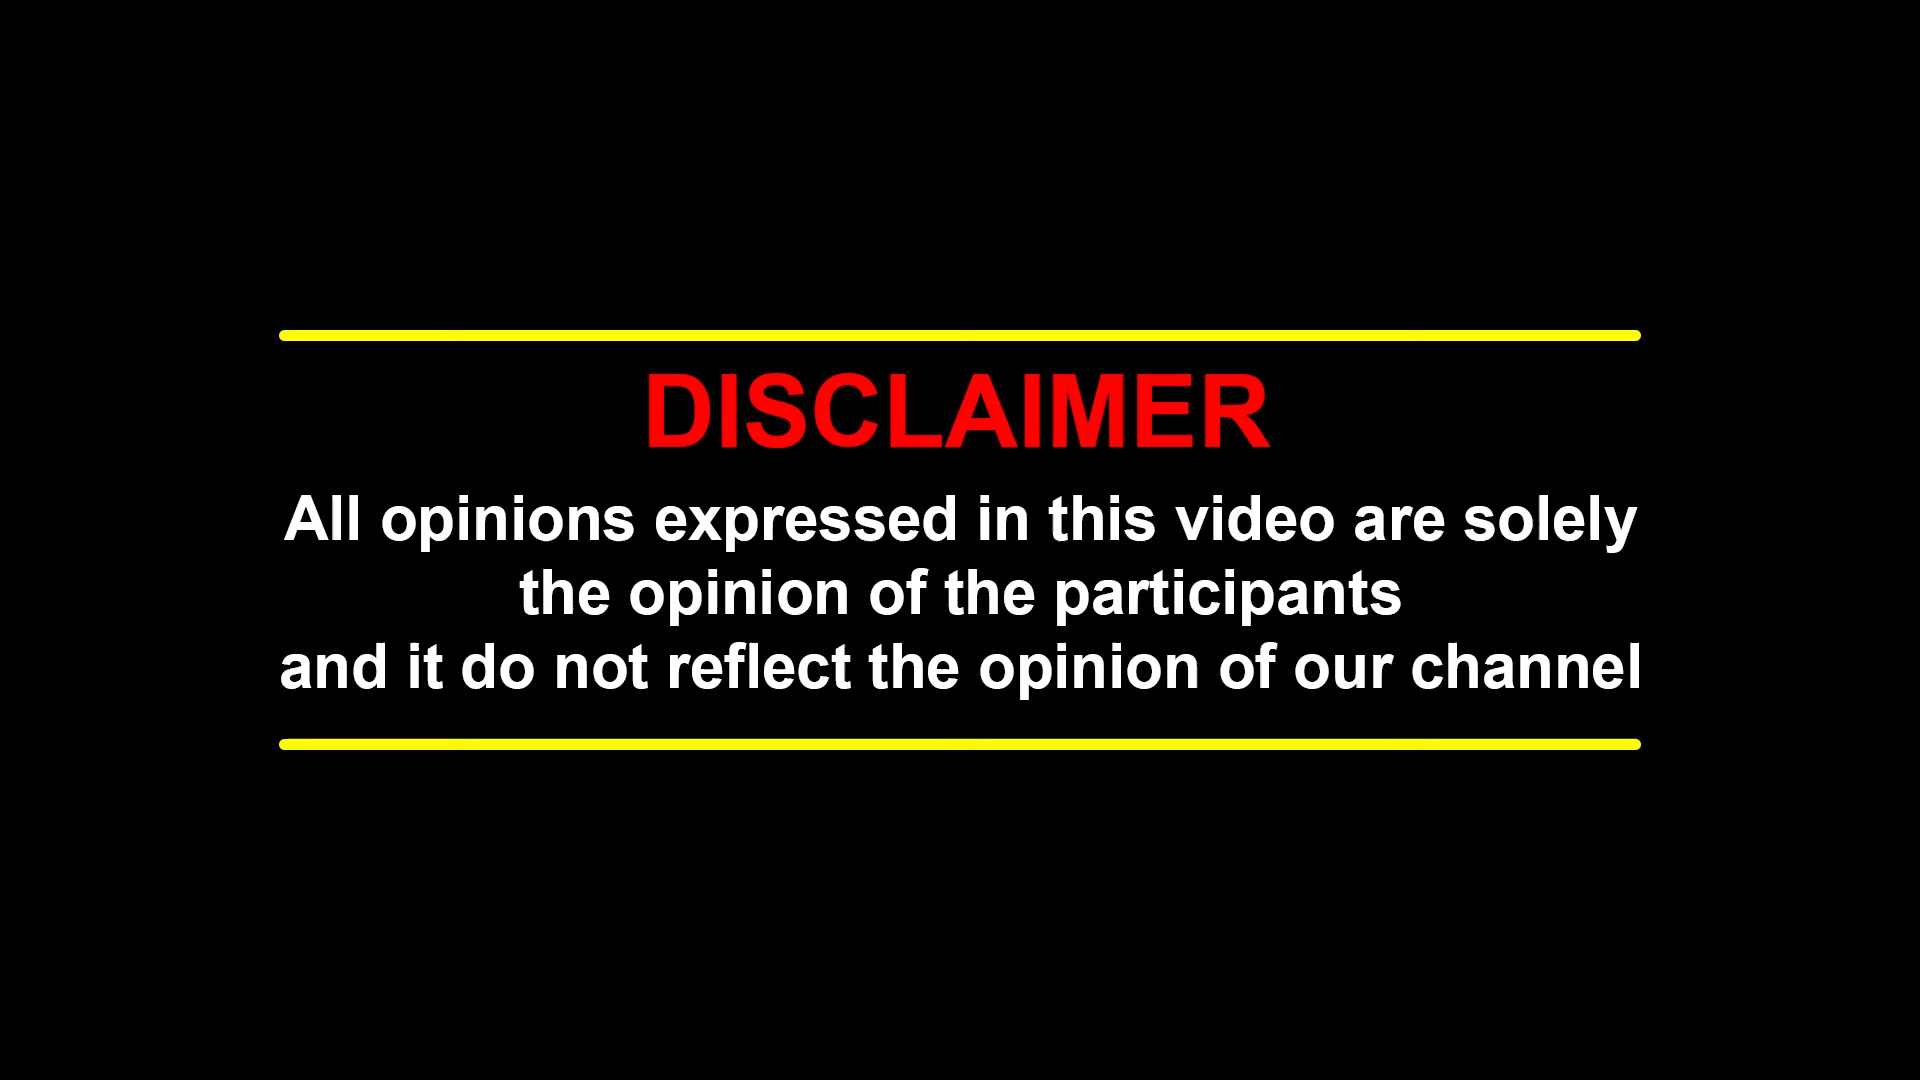 DISCLAIMER
All opinions expressed in this video are solely
the opinion of the participants
and it do not reflect the opinion of our channel